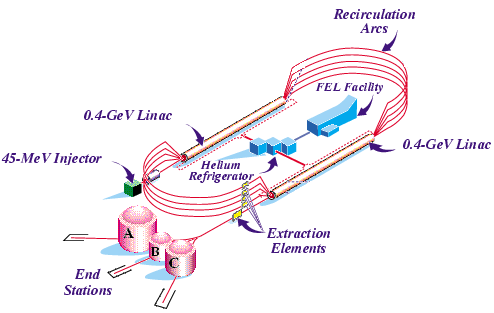 Recirculation
Arcs
FEL Facility
0.4-GeV Linac
0.4-GeV Linac
45-MeV Injector
Helium
Refrigerator
A
B
C
Extraction
Elements
End
Stations